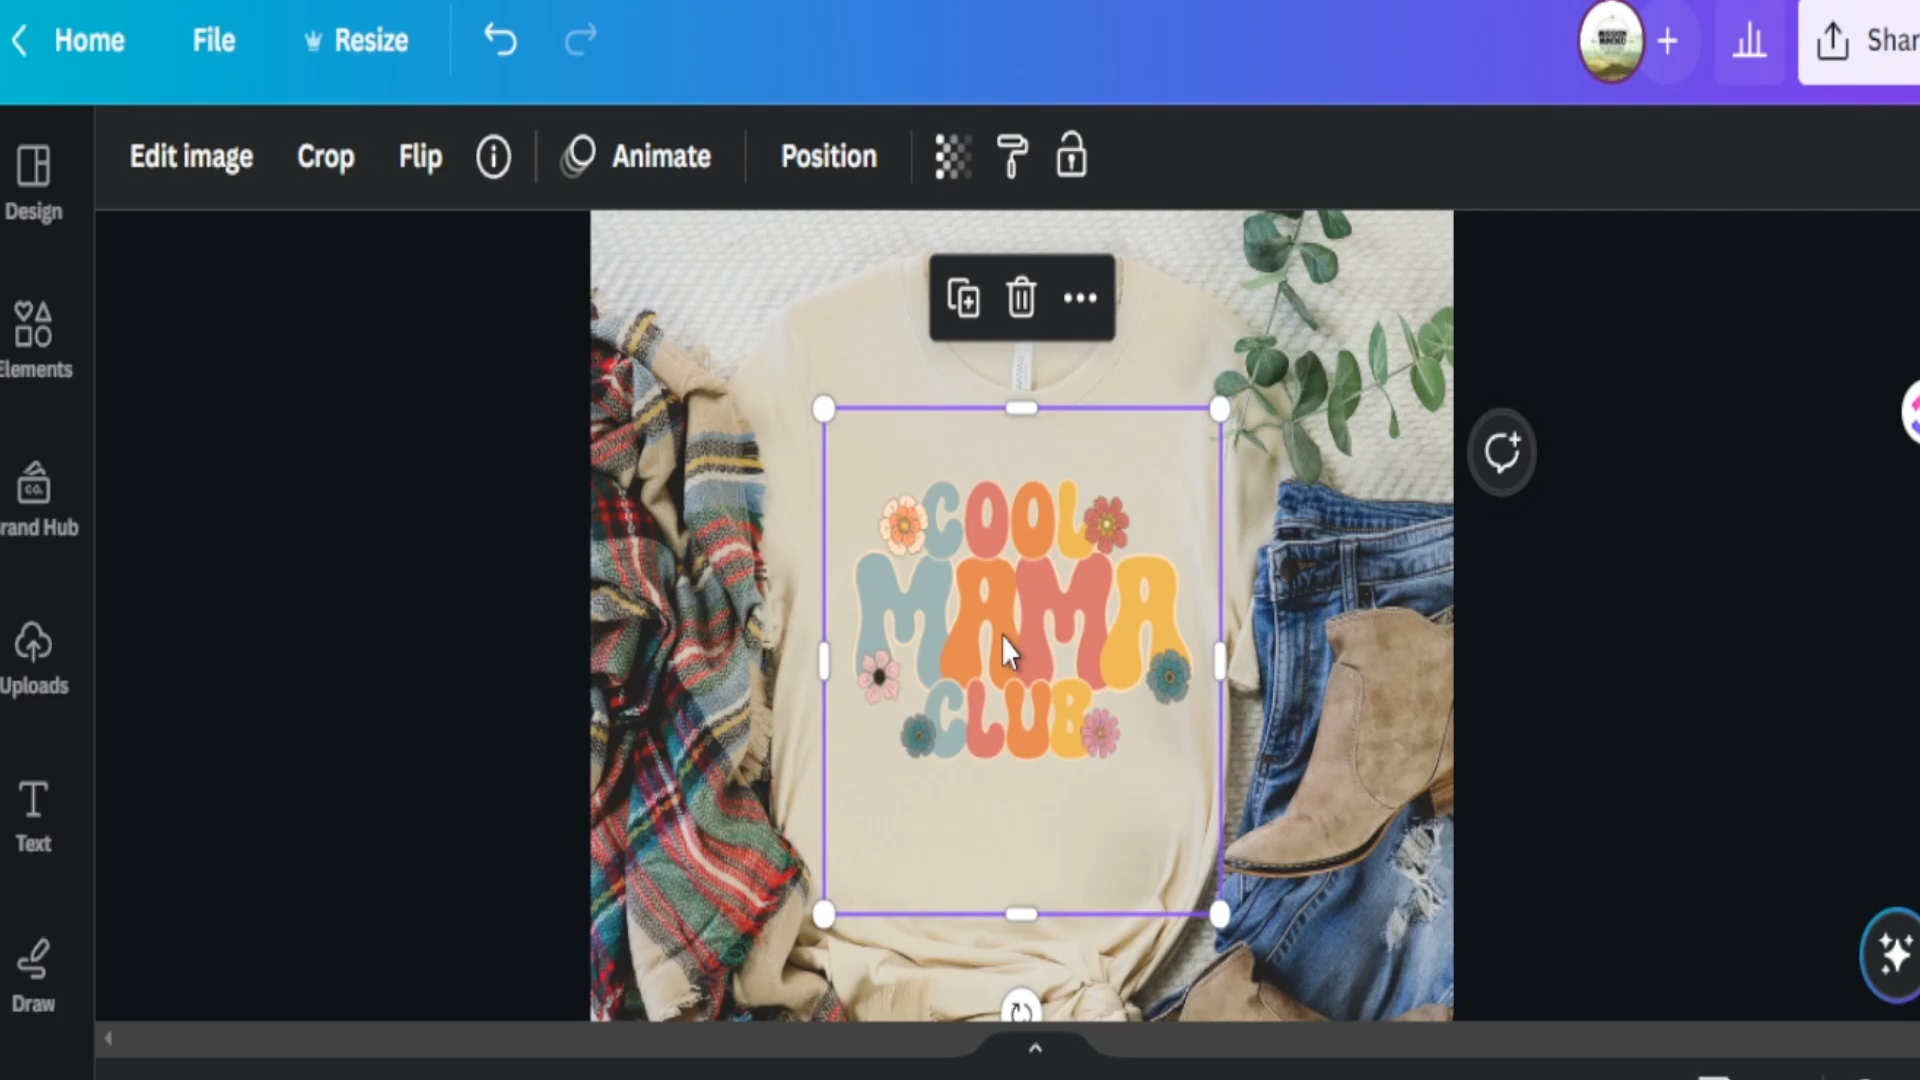 Home File Resize Shar
Edit image Crop Flip Animate Position
Design
Elements
CO.
rand Hub
Uploads
Text
Draw
COOL
MAMA
CLUB